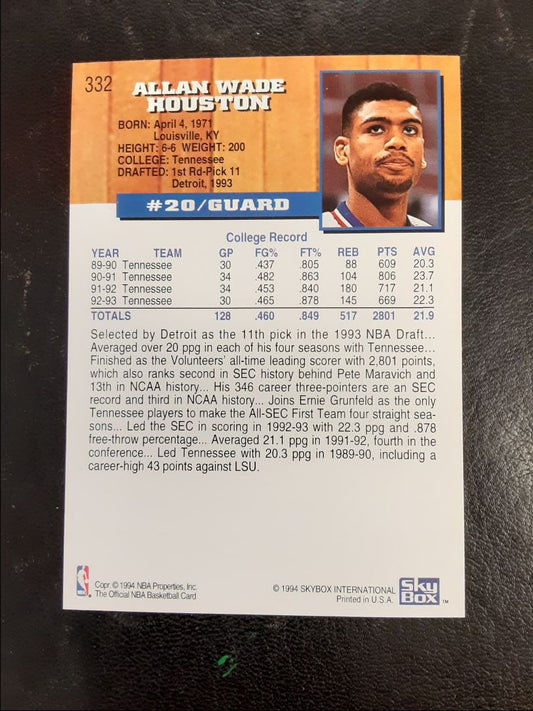 332
ALLAN WADE
HOUSTON
BORN: April 4, 1971
Louisville, KY
HEIGHT: 6-6 WEIGHT: 200
COLLEGE: Tennessee
DRAFTED: 1st Rd-Pick 11
Detroit, 1993
#20/GUARD
College Record
YEAR TEAM GP FG% FT% REB PTS AVG
89-90 Tennessee 30 .437 .805 88 609 20.3
90-91 Tennessee 34 .482 .863 104 806 23.7
91-92 Tennessee 34 .453 .840 180 717 21.1
92-93 Tennessee 30 .465 .878 145 669 22.3
TOTALS 128 .460 .849 517 2801 21.9
Selected by Detroit as the 11th pick in the 1993 NBA Draft...
Averaged over 20 ppg in each of his four seasons with Tennessee...
Finished as the Volunteers' all-time leading scorer with 2,801 points,
which also ranks second in SEC history behind Pete Maravich and
13th in NCAA history... His 346 career three-pointers are an SEC
record and third in NCAA history... Joins Ernie Grunfeld as the only
Tennessee players to make the All-SEC First Team four straight sea-
sons... Led the SEC in scoring in 1992-93 with 22.3 ppg and .878
free-throw percentage... Averaged 21.1 ppg in 1991-92, fourth in the
conference... Led Tennessee with 20.3 ppg in 1989-90, including a
career-high 43 points against LSU.
NBA
Copr. © 1994 NBA Properties, Inc.
The Official NBA Basketball Card
© 1994 SKYBOX INTERNATIONAL
Printed in U.S.A.
Sky
BOX
TM